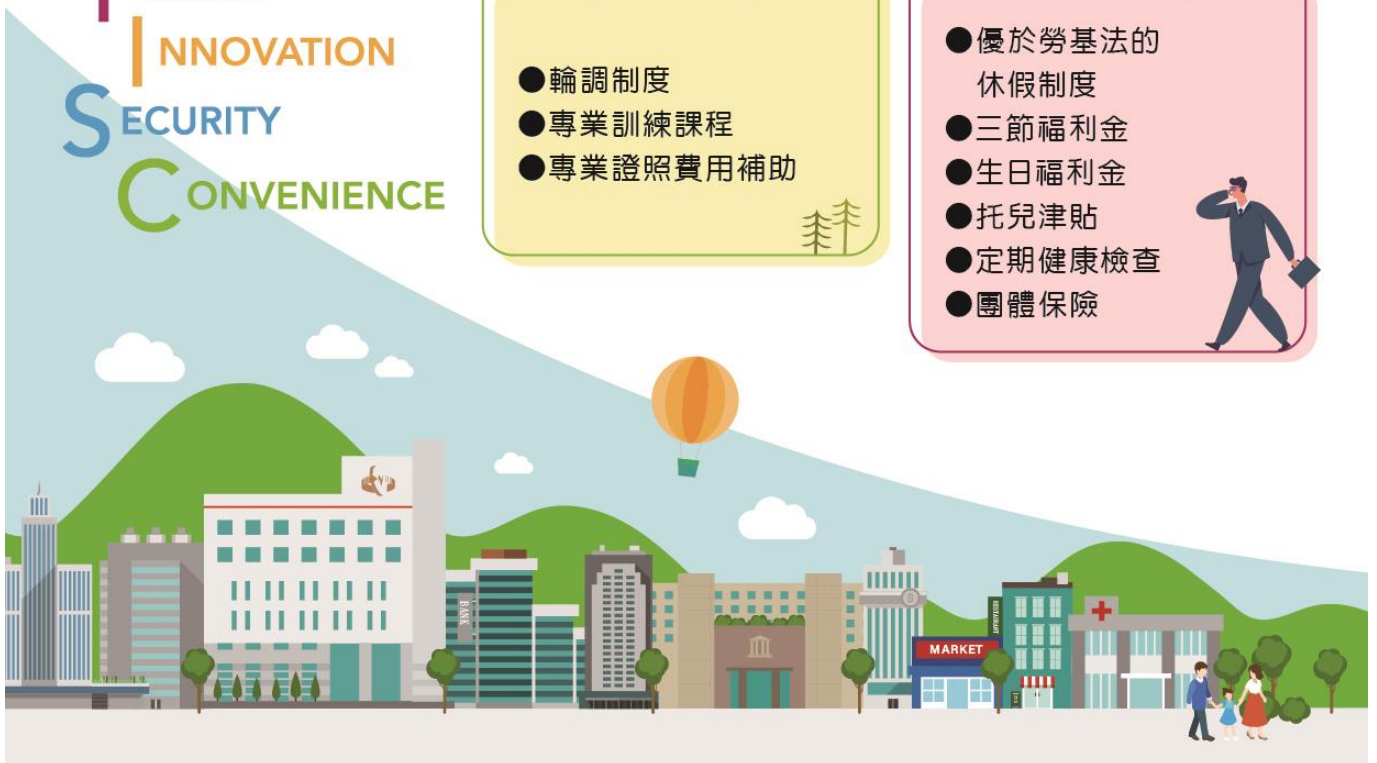 INNOVATION
SECURITY
CONVENIENCE
●輪調制度
●專業訓練課程
●專業證照費用補助
●優於勞基法的
休假制度
●三節福利金
●生日福利金
●托兒津貼
●定期健康檢查
●團體保險
BANK
MARKET
RESTAURANT